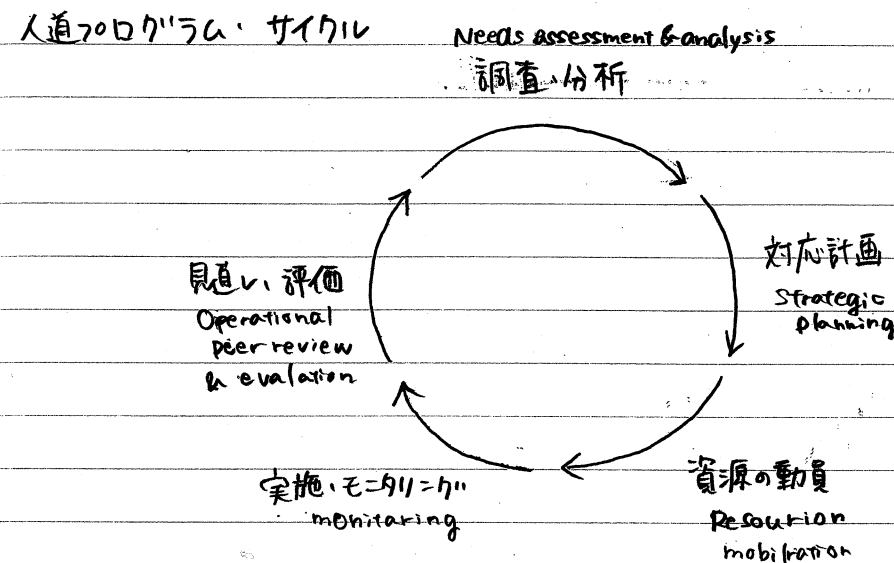 人道プログラム・サイクル
Needs assessment & analysis
調査、分析
対応計画
Strategic
planning
資源の動員
Resourion
mobilration
実施、モニタリング
monitaring
見直し、評価
Operational
peer review
& evalation